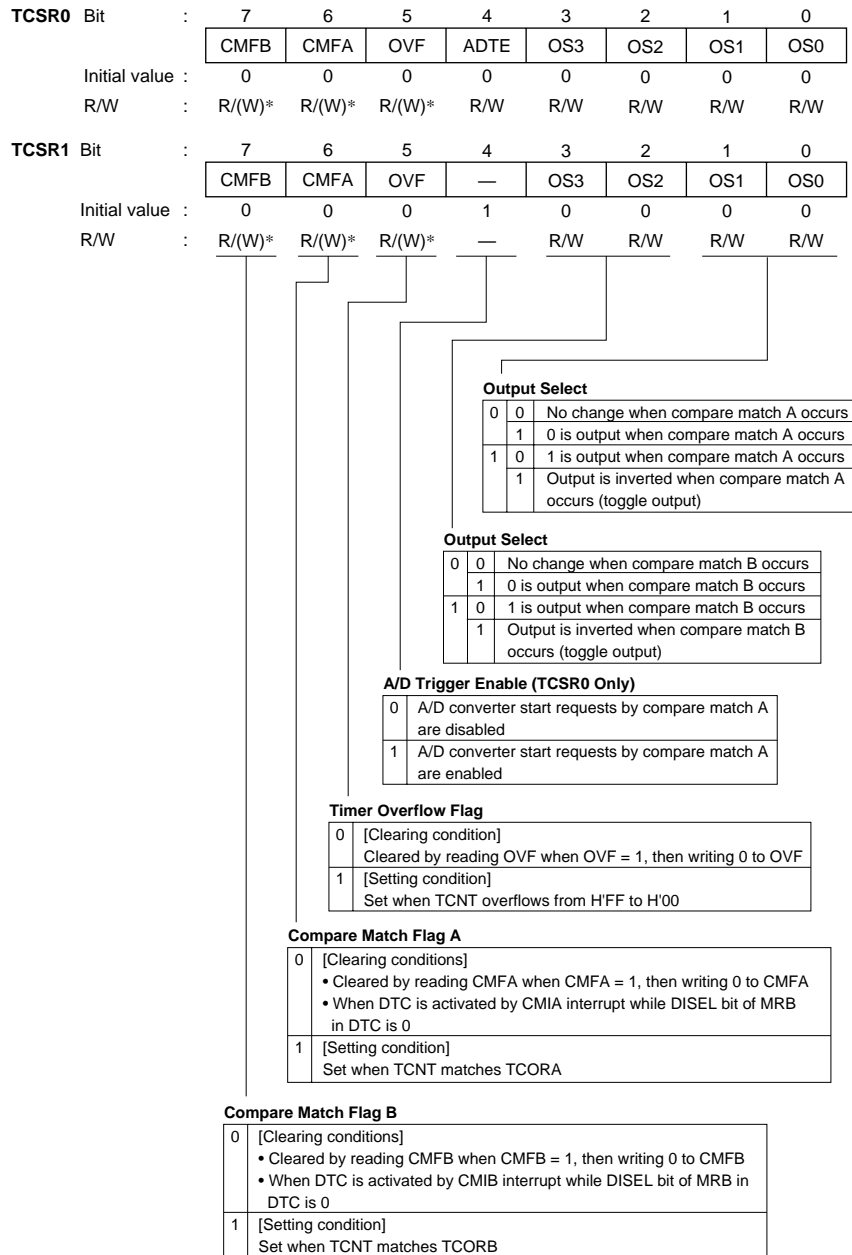 TCSR0 Bit : 7 6 5 4 3 2 1 0
CMFB CMFA OVF ADTE OS3 OS2 OS1 OS0
Initial value : 0 0 0 0 0 0 0 0
R/W : R/(W)* R/(W)* R/(W)* R/W R/W R/W R/W R/W
TCSR1 Bit : 7 6 5 4 3 2 1 0
CMFB CMFA OVF — OS3 OS2 OS1 OS0
Initial value : 0 0 0 1 0 0 0 0
R/W : R/(W)* R/(W)* R/(W)* — R/W R/W R/W R/W
Output Select
0 0 No change when compare match A occurs
1 0 is output when compare match A occurs
1 0 1 is output when compare match A occurs
1 Output is inverted when compare match A
occurs (toggle output)
Output Select
0 0 No change when compare match B occurs
1 0 is output when compare match B occurs
1 0 1 is output when compare match B occurs
1 Output is inverted when compare match B
occurs (toggle output)
A/D Trigger Enable (TCSR0 Only)
0 A/D converter start requests by compare match A
are disabled
1 A/D converter start requests by compare match A
are enabled
Timer Overflow Flag
0 [Clearing condition]
Cleared by reading OVF when OVF = 1, then writing 0 to OVF
1 [Setting condition]
Set when TCNT overflows from H'FF to H'00
Compare Match Flag A
0 [Clearing conditions]
• Cleared by reading CMFA when CMFA = 1, then writing 0 to CMFA
• When DTC is activated by CMIA interrupt while DISEL bit of MRB
in DTC is 0
1 [Setting condition]
Set when TCNT matches TCORA
Compare Match Flag B
0 [Clearing conditions]
• Cleared by reading CMFB when CMFB = 1, then writing 0 to CMFB
• When DTC is activated by CMIB interrupt while DISEL bit of MRB in
DTC is 0
1 [Setting condition]
Set when TCNT matches TCORB